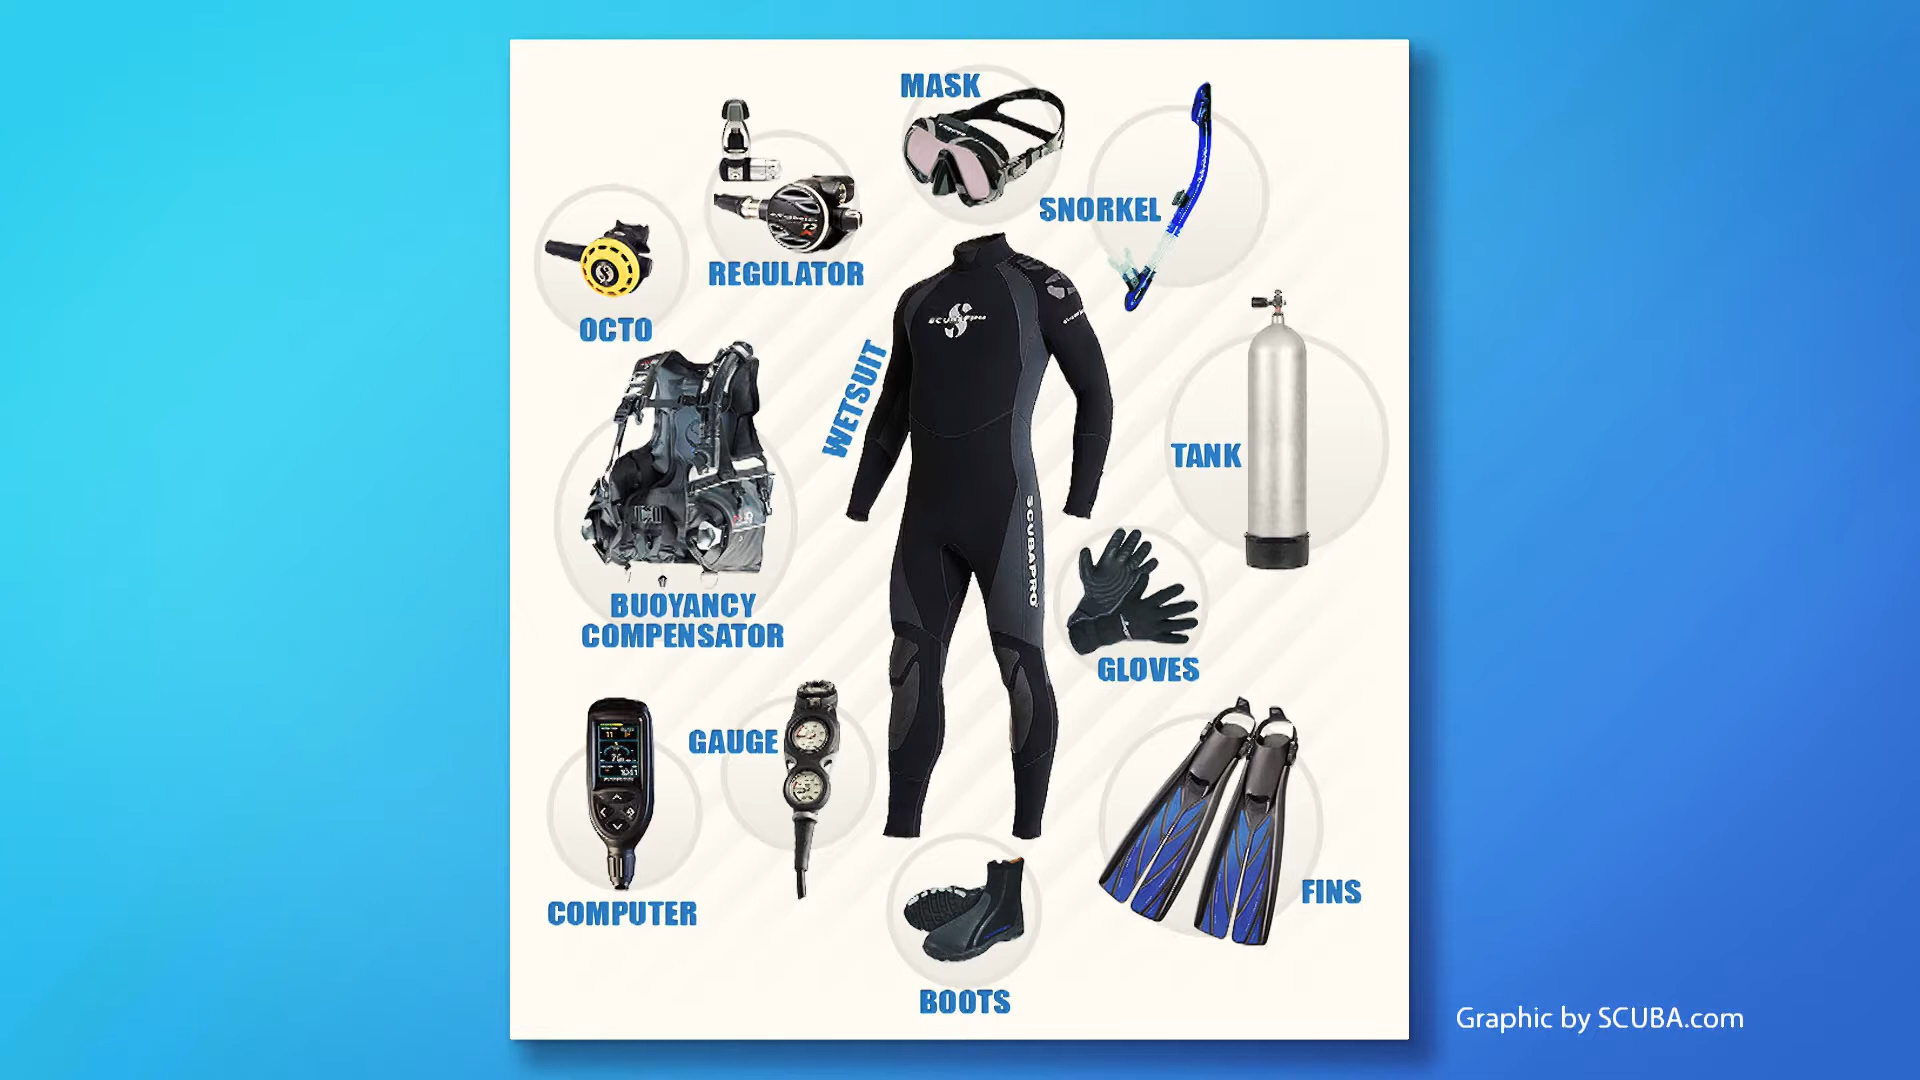 MASK
SNORKEL
REGULATOR
OCTO
WETSUIT
TANK
SCUBAPRO
BUOYANCY
COMPENSATOR
GLOVES
GAUGE
COMPUTER
FINS
BOOTS
Graphic by SCUBA.com